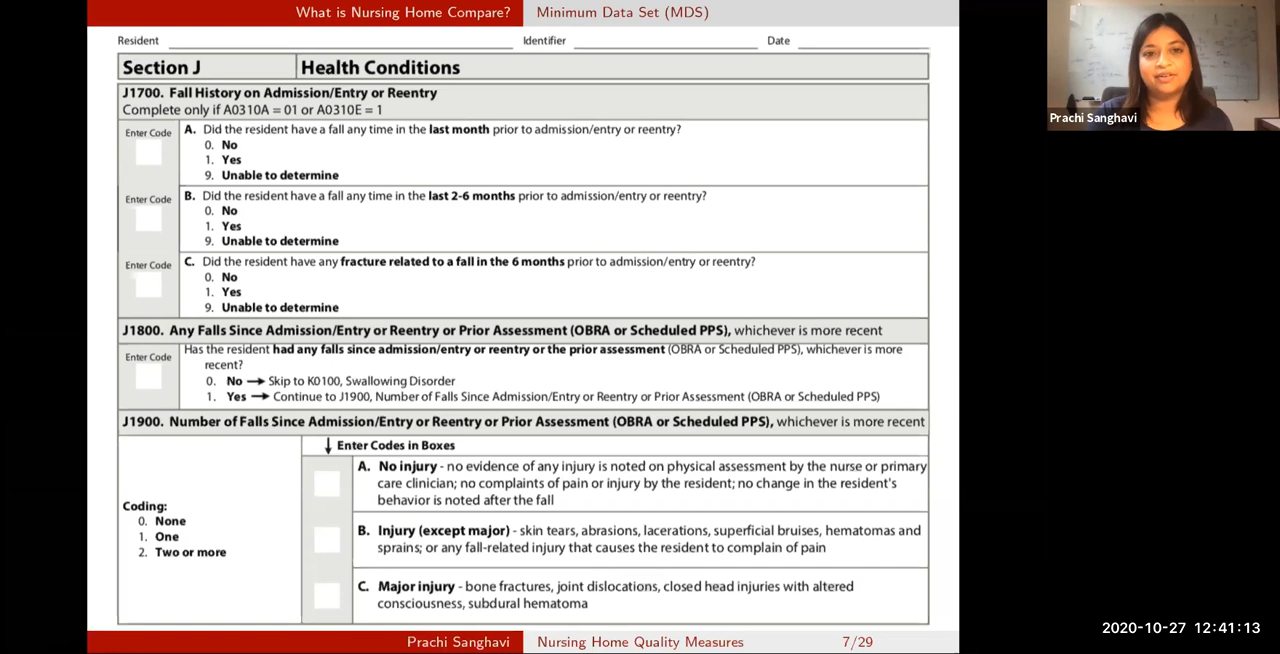 What is Nursing Home Compare? Minimum Data Set (MDS)
Resident Identifier Date
Section J Health Conditions
J1700. Fall History on Admission/Entry or Reentry
Complete only if A0310A = 01 or A0310E = 1
Enter Code
A. Did the resident have a fall any time in the last month prior to admission/entry or reentry?
0. No
1. Yes
9. Unable to determine
Enter Code
B. Did the resident have a fall any time in the last 2-6 months prior to admission/entry or reentry?
0. No
1. Yes
9. Unable to determine
Enter Code
C. Did the resident have any fracture related to a fall in the 6 months prior to admission/entry or reentry?
0. No
1. Yes
9. Unable to determine
J1800. Any Falls Since Admission/Entry or Reentry or Prior Assessment (OBRA or Scheduled PPS), whichever is more recent
Enter Code
Has the resident had any falls since admission/entry or reentry or the prior assessment (OBRA or Scheduled PPS), whichever is more
recent?
0. No → Skip to K0100, Swallowing Disorder
1. Yes → Continue to J1900, Number of Falls Since Admission/Entry or Reentry or Prior Assessment (OBRA or Scheduled PPS)
J1900. Number of Falls Since Admission/Entry or Reentry or Prior Assessment (OBRA or Scheduled PPS), whichever is more recent
↓ Enter Codes in Boxes
Coding:
0. None
1. One
2. Two or more
A. No injury - no evidence of any injury is noted on physical assessment by the nurse or primary
care clinician; no complaints of pain or injury by the resident; no change in the resident's
behavior is noted after the fall
B. Injury (except major) - skin tears, abrasions, lacerations, superficial bruises, hematomas and
sprains; or any fall-related injury that causes the resident to complain of pain
C. Major injury - bone fractures, joint dislocations, closed head injuries with altered
consciousness, subdural hematoma
Prachi Sanghavi Nursing Home Quality Measures 7/29
Prachi Sanghavi
2020-10-27 12:41:13